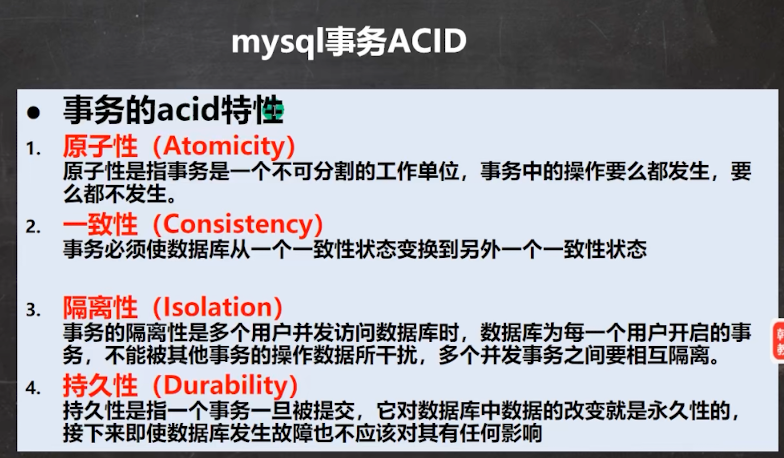 mysql事务ACID
● 事务的acid特性
1. 原子性（Atomicity）
原子性是指事务是一个不可分割的工作单位，事务中的操作要么都发生，要
么都不发生。
2. 一致性（Consistency）
事务必须使数据库从一个一致性状态变换到另外一个一致性状态
3. 隔离性（Isolation）
事务的隔离性是多个用户并发访问数据库时，数据库为每一个用户开启的事
务，不能被其他事务的操作数据所干扰，多个并发事务之间要相互隔离。
4. 持久性（Durability）
持久性是指一个事务一旦被提交，它对数据库中数据的改变就是永久性的，
接下来即使数据库发生故障也不应该对其有任何影响